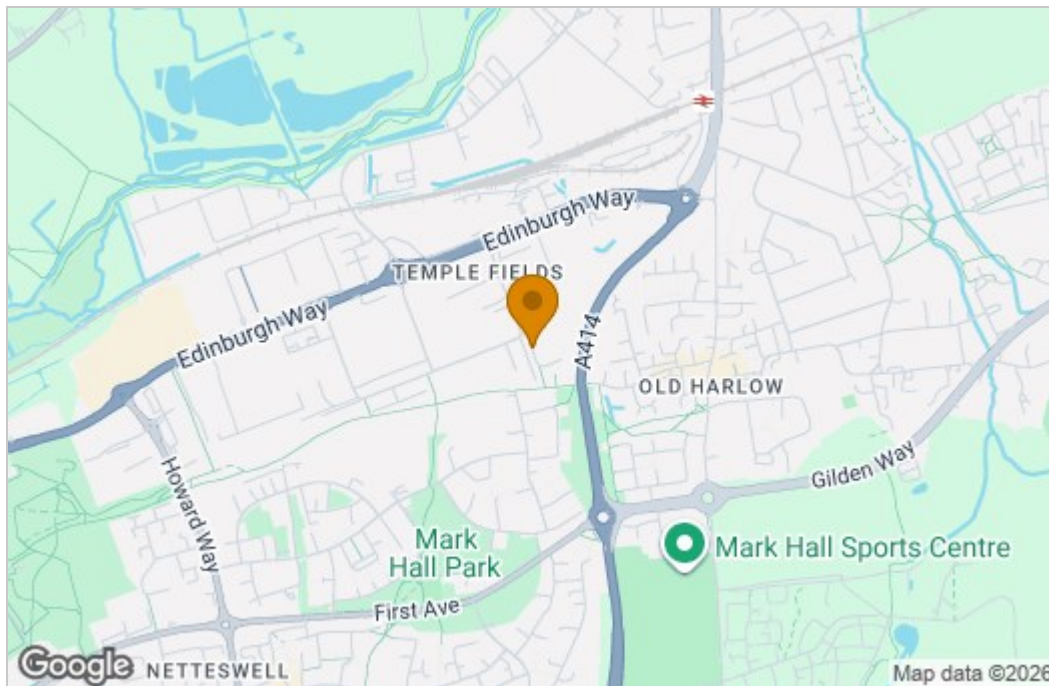 Edinburgh Way
TEMPLE FIELDS
Edinburgh Way
A414
OLD HARLOW
Gilden Way
Howard Way
Mark
Hall Park
Mark Hall Sports Centre
First Ave
Google
NETTESWELL
Map data ©2026